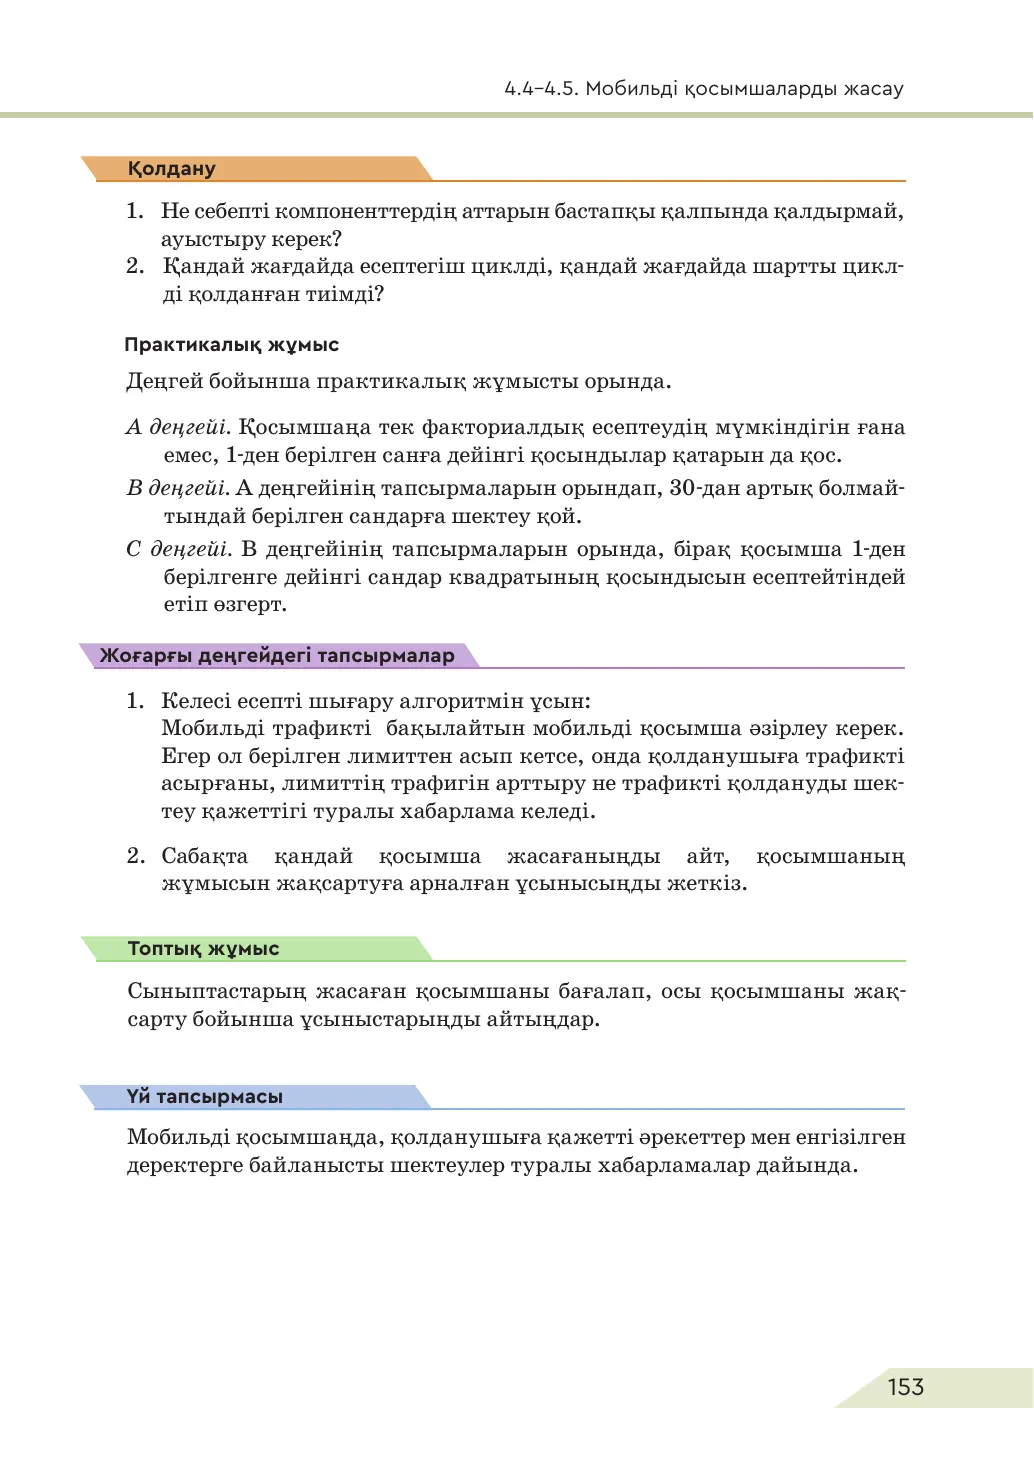 4.4–4.5. Мобильді қосымшаларды жасау
Қолдану
1. Не себепті компоненттердің аттарын бастапқы қалпында қалдырмай,
ауыстыру керек?
2. Қандай жағдайда есептегіш циклді, қандай жағдайда шартты цикл-
ді қолданған тиімді?
Практикалық жұмыс
Деңгей бойынша практикалық жұмысты орында.
А деңгейі. Қосымшаңа тек факториалдық есептеудің мүмкіндігін ғана
емес, 1-ден берілген санға дейінгі қосындылар қатарын да қос.
В деңгейі. А деңгейінің тапсырмаларын орындап, 30-дан артық болмай-
тындай берілген сандарға шектеу қой.
С деңгейі. В деңгейінің тапсырмаларын орында, бірақ қосымша 1-ден
берілгенге дейінгі сандар квадратының қосындысын есептейтіндей
етіп өзгерт.
Жоғарғы деңгейдегі тапсырмалар
1. Келесі есепті шығару алгоритмін ұсын:
Мобильді трафикті бақылайтын мобильді қосымша әзірлеу керек.
Егер ол берілген лимиттен асып кетсе, онда қолданушыға трафикті
асырғаны, лимиттің трафигін арттыру не трафикті қолдануды шек-
теу қажеттігі туралы хабарлама келеді.
2. Сабақта қандай қосымша жасағаныңды айт, қосымшаның
жұмысын жақсартуға арналған ұсынысыңды жеткіз.
Топтық жұмыс
Сыныптастарың жасаған қосымшаны бағалап, осы қосымшаны жақ-
сарту бойынша ұсыныстарыңды айтыңдар.
Үй тапсырмасы
Мобильді қосымшаңда, қолданушыға қажетті әрекеттер мен енгізілген
деректерге байланысты шектеулер туралы хабарламалар дайында.
153